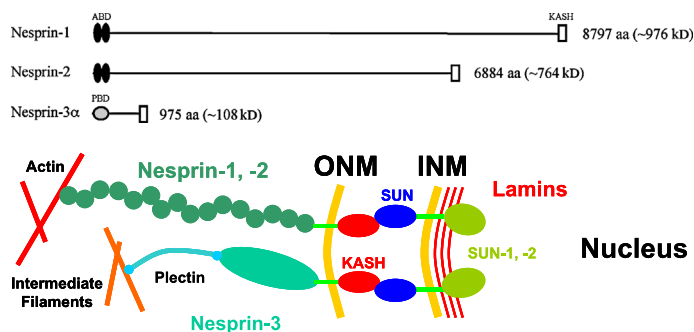 ABD
KASH
Nesprin-1
8797 aa (~976 kD)
Nesprin-2
6884 aa (~764 kD)
PBD
Nesprin-3α
975 aa (~108 kD)
Actin
Nesprin-1, -2
ONM
INM
SUN
Lamins
Nucleus
SUN-1, -2
KASH
Plectin
Intermediate
Filaments
Nesprin-3